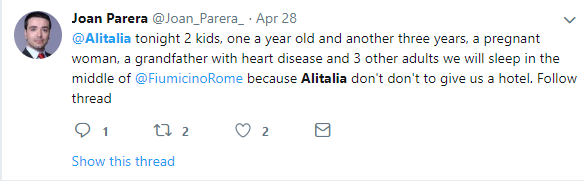 Joan Parera @Joan_Parera_ · Apr 28
@Alitalia tonight 2 kids, one a year old and another three years, a pregnant
woman, a grandfather with heart disease and 3 other adults we will sleep in the
middle of @FiumicinoRome because Alitalia don't don't to give us a hotel. Follow
thread
1 2 2
Show this thread